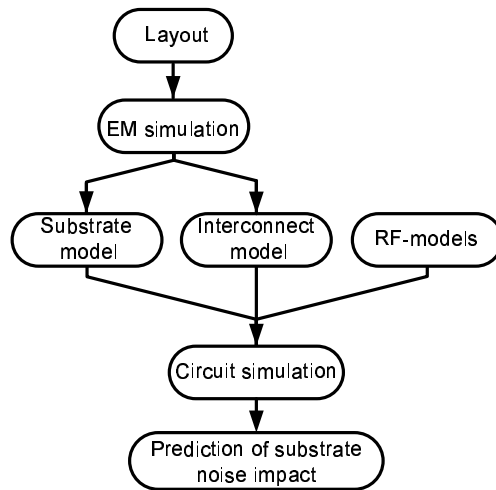 Layout
EM simulation
Substrate
model
Interconnect
model
RF-models
Circuit simulation
Prediction of substrate
noise impact